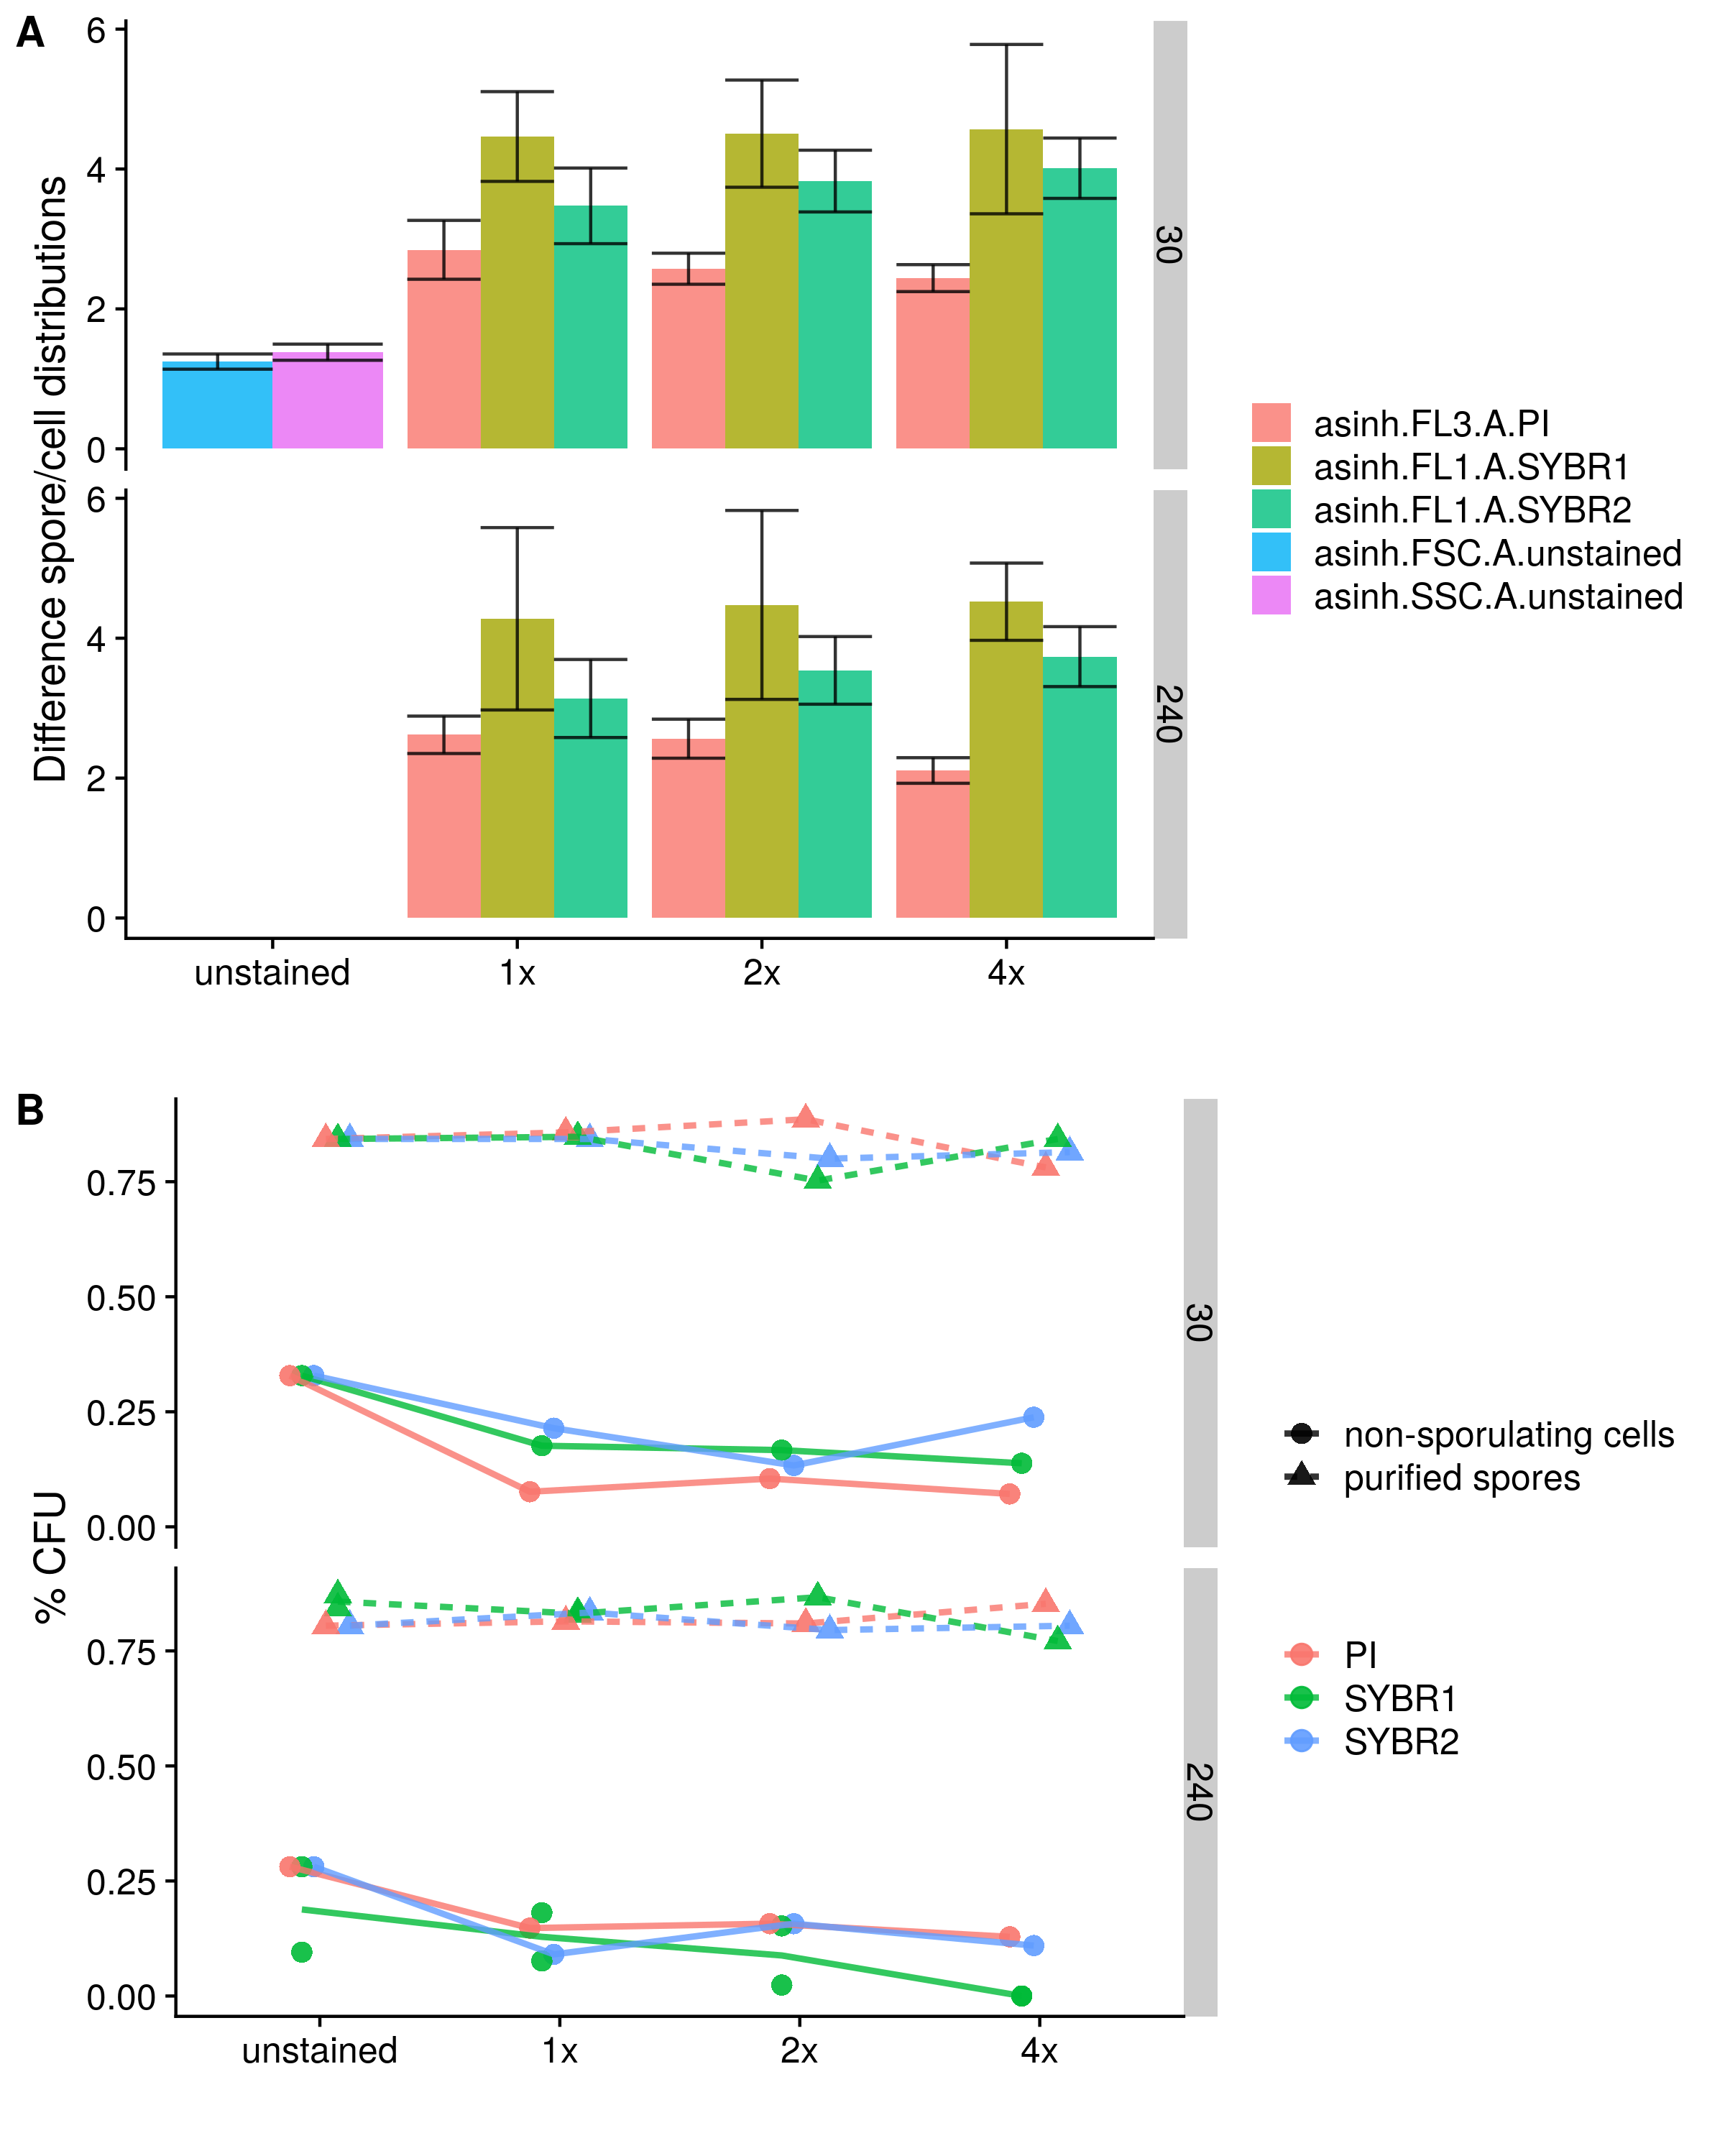 A
Difference spore/cell distributions
6
4
2
0
30
6
4
2
0
240
unstained 1x 2x 4x
asinh.FL3.A.PI
asinh.FL1.A.SYBR1
asinh.FL1.A.SYBR2
asinh.FSC.A.unstained
asinh.SSC.A.unstained
B
% CFU
0.75
0.50
0.25
0.00
30
0.75
0.50
0.25
0.00
240
unstained 1x 2x 4x
non-sporulating cells
purified spores
PI
SYBR1
SYBR2